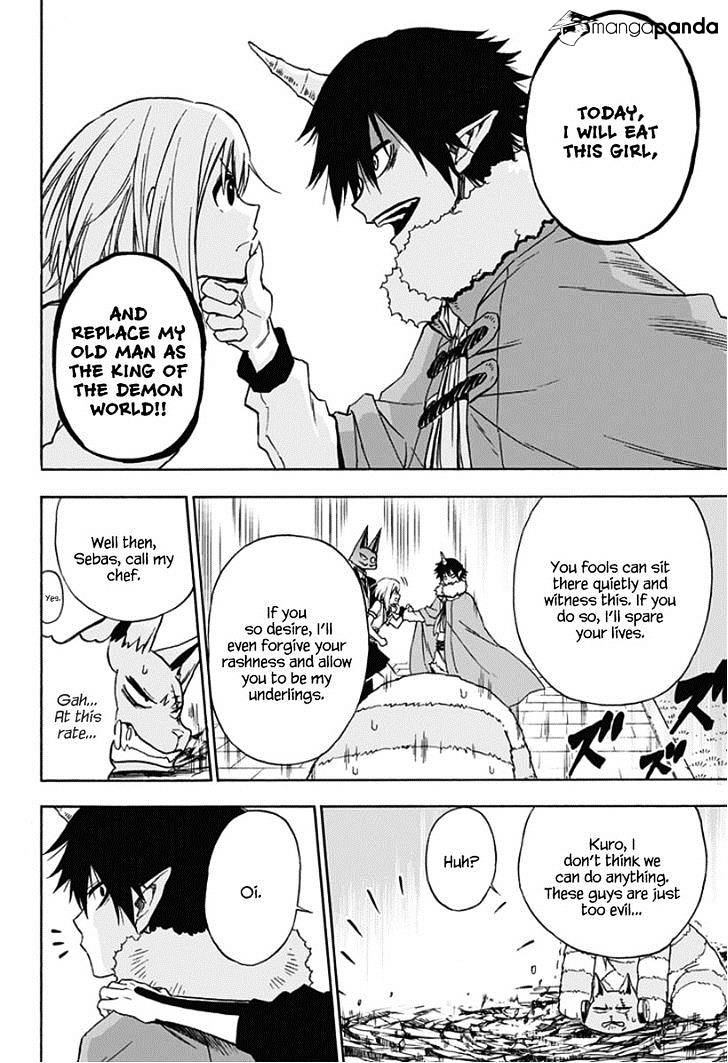 mangapanda
TODAY,
I WILL EAT
THIS GIRL,
AND
REPLACE MY
OLD MAN AS
THE KING OF
THE DEMON
WORLD!!
You fools can sit
there quietly and
witness this. If you
do so, I'll spare
your lives.
ズズズ
If you
so desire, I'll
even forgive your
rashness and allow
you to be my
underlings.
Well then,
Sebas, call my
chef.
Yes.
Gah...
At this
rate...
Kuro, I
don't think we
can do anything.
These guys are just
too evil...
Huh?
Oi.